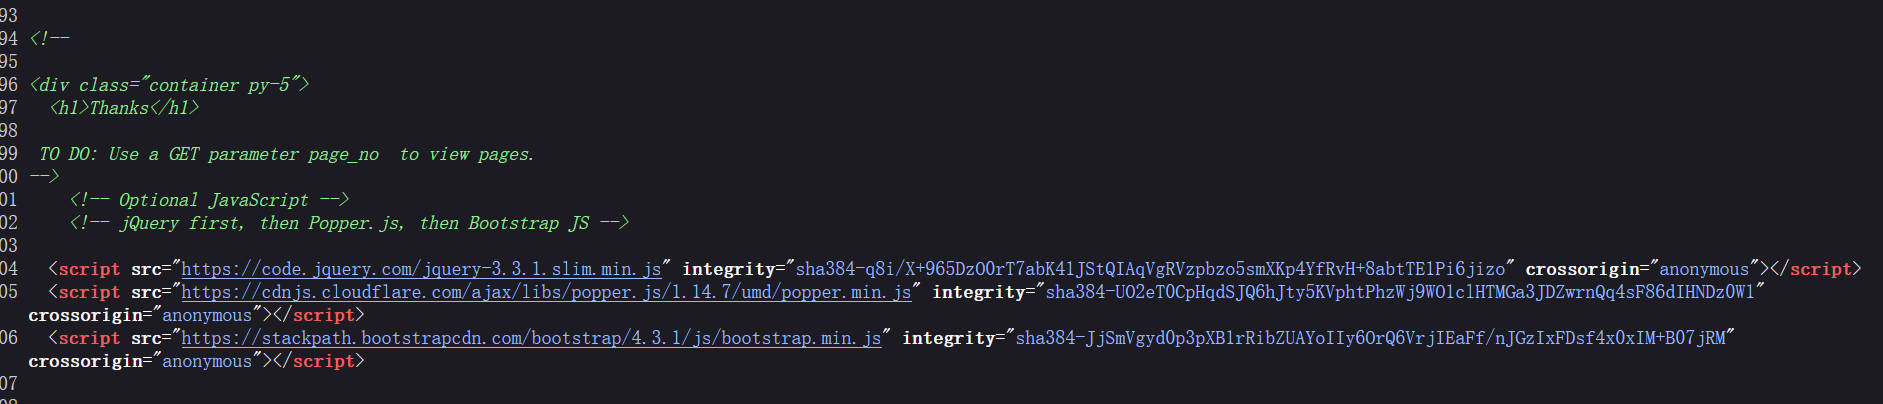 93
94 <!--
95
96 <div class="container py-5">
97 <h1>Thanks</h1>
98
99 TO DO: Use a GET parameter page_no to view pages.
00 -->
01 <!-- Optional JavaScript -->
02 <!-- jQuery first, then Popper.js, then Bootstrap JS -->
03
04 <script src="https://code.jquery.com/jquery-3.3.1.slim.min.js" integrity="sha384-q8i/X+965DzO0rT7abK41JStQIAqVgRVzpbzo5smXKp4YfRvH+8abtTE1Pi6jizo" crossorigin="anonymous"></script>
05 <script src="https://cdnjs.cloudflare.com/ajax/libs/popper.js/1.14.7/umd/popper.min.js" integrity="sha384-UO2eT0CpHqdSJQ6hJty5KVphtPhzWj9WO1clHTMGa3JDZwrnQq4sF86dIHNDz0W1"
crossorigin="anonymous"></script>
06 <script src="https://stackpath.bootstrapcdn.com/bootstrap/4.3.1/js/bootstrap.min.js" integrity="sha384-JjSmVgyd0p3pXB1rRibZUAYoIIy6OrQ6VrjIEaFf/nJGzIxFDsf4x0xIM+B07jRM"
crossorigin="anonymous"></script>
07